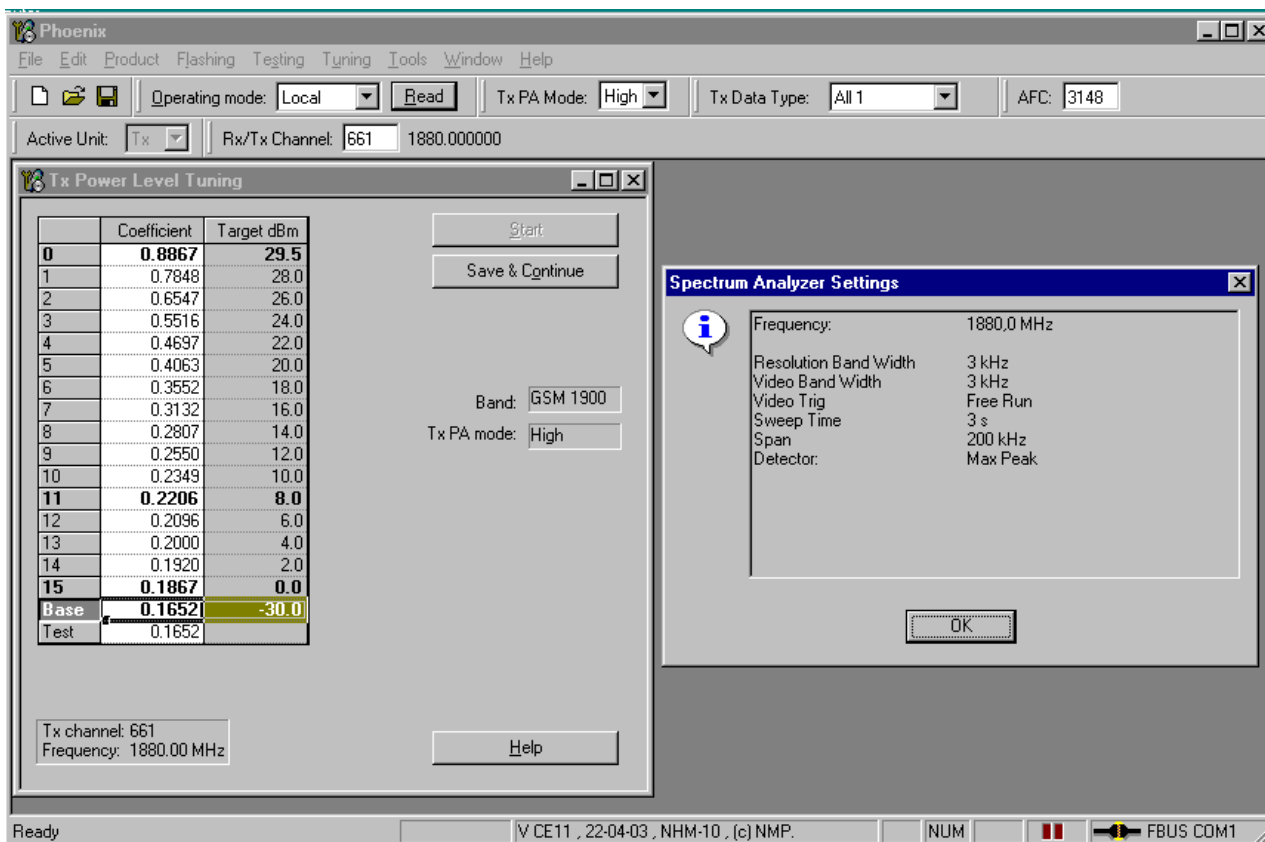 Phoenix
File Edit Product Flashing Testing Tuning Tools Window Help
Operating mode: Local Read Tx PA Mode: High Tx Data Type: All 1 AFC: 3148
Active Unit: Tx Rx/Tx Channel: 661 1880.000000
Tx Power Level Tuning
Coefficient Target dBm
0 0.8867 29.5
1 0.7848 28.0
2 0.6547 26.0
3 0.5516 24.0
4 0.4697 22.0
5 0.4063 20.0
6 0.3552 18.0
7 0.3132 16.0
8 0.2807 14.0
9 0.2550 12.0
10 0.2349 10.0
11 0.2206 8.0
12 0.2096 6.0
13 0.2000 4.0
14 0.1920 2.0
15 0.1867 0.0
Base 0.1652 -30.0
Test 0.1652
Start
Save & Continue
Band: GSM 1900
Tx PA mode: High
Tx channel: 661
Frequency: 1880.00 MHz
Help
Spectrum Analyzer Settings
Frequency: 1880,0 MHz
Resolution Band Width 3 kHz
Video Band Width 3 kHz
Video Trig Free Run
Sweep Time 3 s
Span 200 kHz
Detector: Max Peak
OK
Ready V CE11 , 22-04-03 , NHM-10 , (c) NMP. NUM FBUS COM1